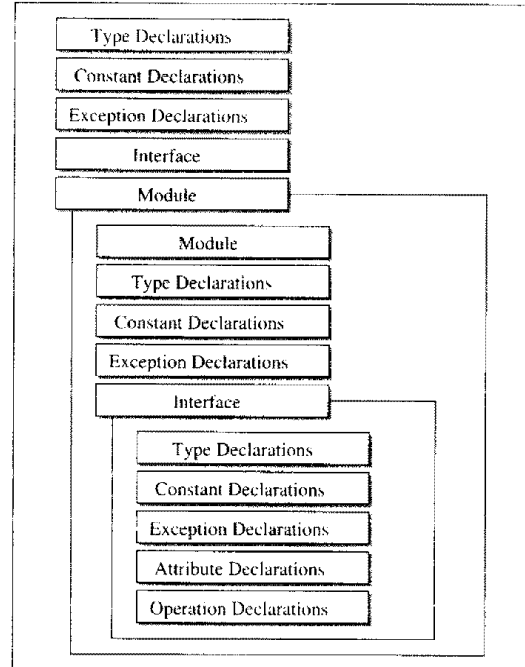 Type Declarations
Constant Declarations
Exception Declarations
Interface
Module
Module
Type Declarations
Constant Declarations
Exception Declarations
Interface
Type Declarations
Constant Declarations
Exception Declarations
Attribute Declarations
Operation Declarations